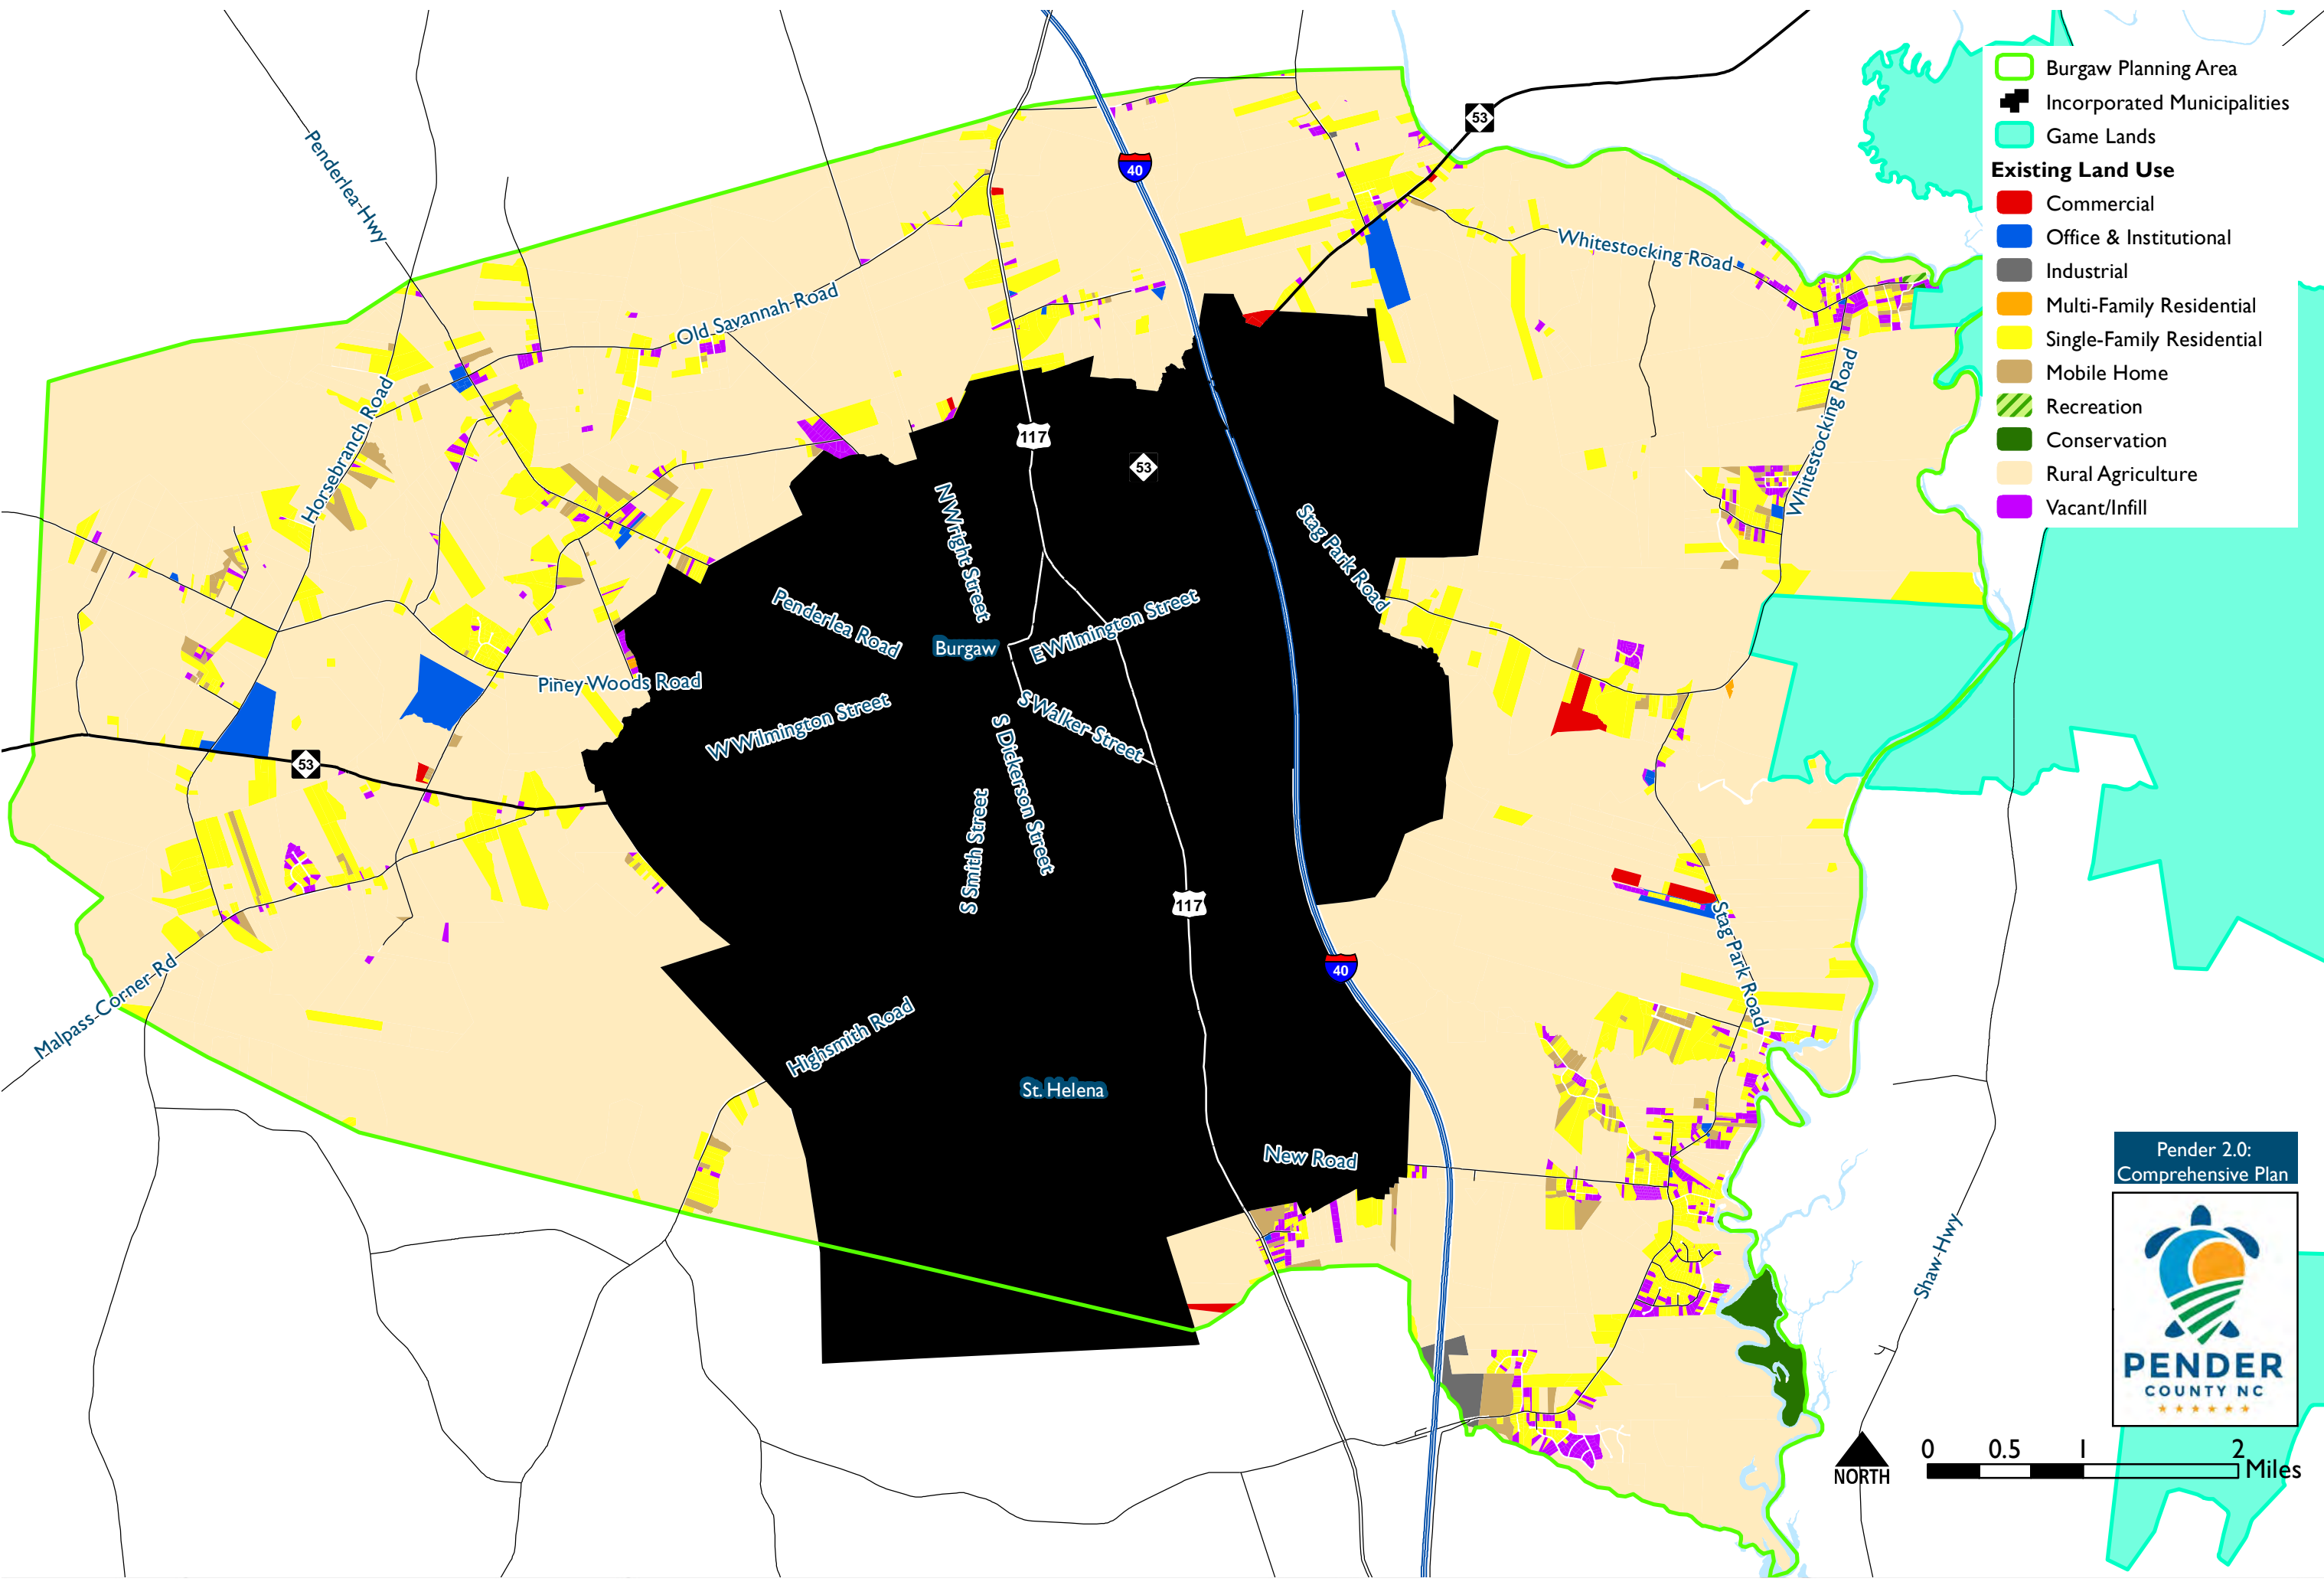 Burgaw Planning Area
Incorporated Municipalities
Game Lands
Existing Land Use
Commercial
Office & Institutional
Industrial
Multi-Family Residential
Single-Family Residential
Mobile Home
Recreation
Conservation
Rural Agriculture
Vacant/Infill
53
40
Penderlea-Hwy
Whitestocking Road
Old Savannah-Road
Horsebranch Road
Whitestocking Road
117
53
N Wright Street
Stag Park Road
Penderlea Road
Burgaw
E Wilmington Street
Piney-Woods Road
W Wilmington Street
S Walker Street
S Dickerson Street
53
S Smith Street
117
Stag-Park Road
40
Malpass-Corner-Rd
Highsmith Road
St. Helena
New Road
Shaw-Hwy
Pender 2.0:
Comprehensive Plan
PENDER
COUNTY NC
NORTH
0 0.5 1 2
Miles